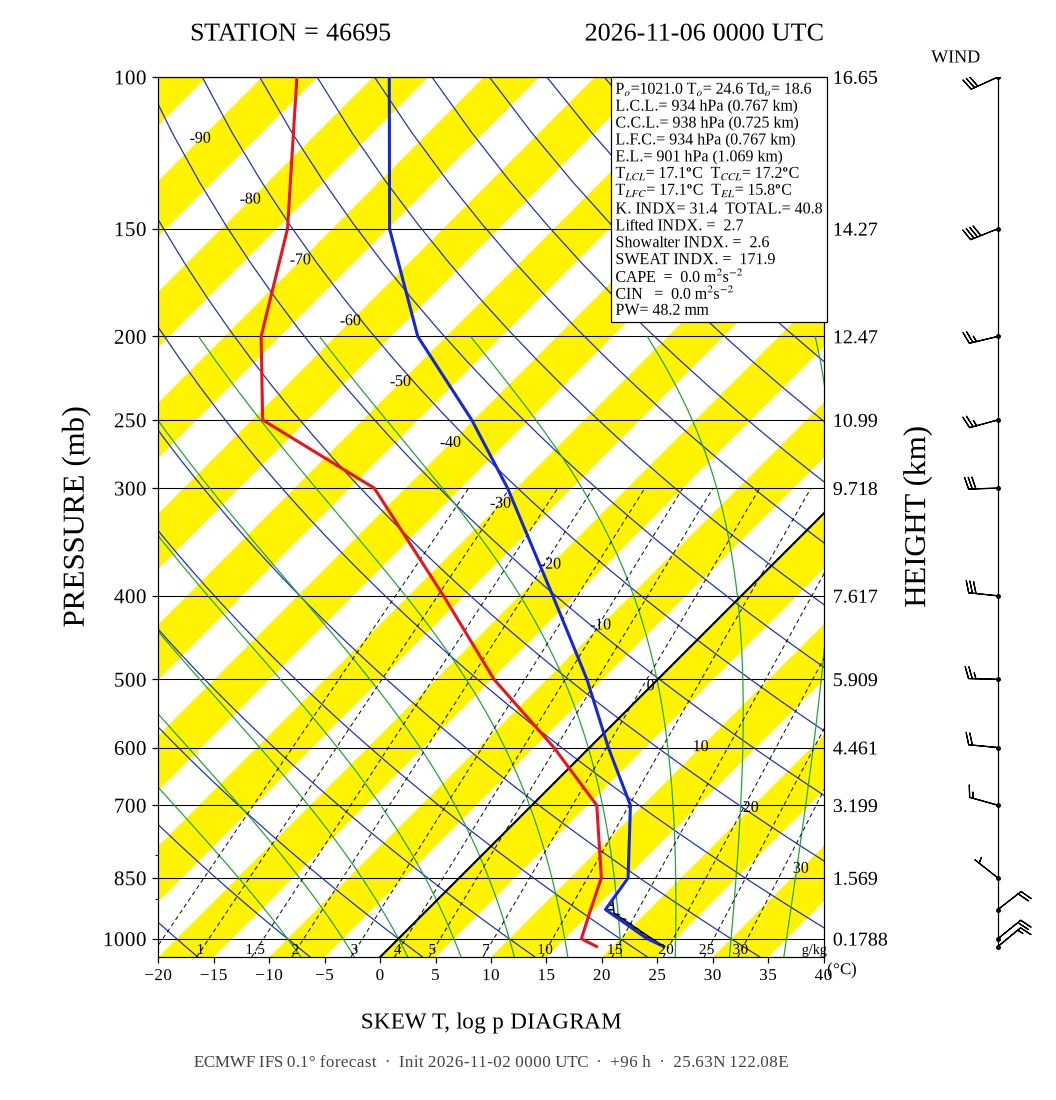 STATION = 46695
2026-11-06 0000 UTC
WIND
P₀=1021.0 T₀= 24.6 Td₀= 18.6
L.C.L.= 934 hPa (0.767 km)
C.C.L.= 938 hPa (0.725 km)
L.F.C.= 934 hPa (0.767 km)
E.L.= 901 hPa (1.069 km)
T_LCL= 17.1°C T_CCL= 17.2°C
T_LFC= 17.1°C T_EL= 15.8°C
K. INDX= 31.4 TOTAL.= 40.8
Lifted INDX. = 2.7
Showalter INDX. = 2.6
SWEAT INDX. = 171.9
CAPE = 0.0 m²s⁻²
CIN = 0.0 m²s⁻²
PW= 48.2 mm
100 16.65
-90
-80
150 14.27
-70
-60
200 12.47
-50
250 10.99
-40
300 9.718
-30
-20
400 7.617
-10
500 5.909
0
600 4.461
10
700 3.199
20
850 1.569
30
1000 0.1788
PRESSURE (mb)
HEIGHT (km)
1 1.5 2 3 4 5 7 10 15 20 25 30 g/kg
−20 −15 −10 −5 0 5 10 15 20 25 30 35 40 (°C)
SKEW T, log p DIAGRAM
ECMWF IFS 0.1° forecast · Init 2026-11-02 0000 UTC · +96 h · 25.63N 122.08E